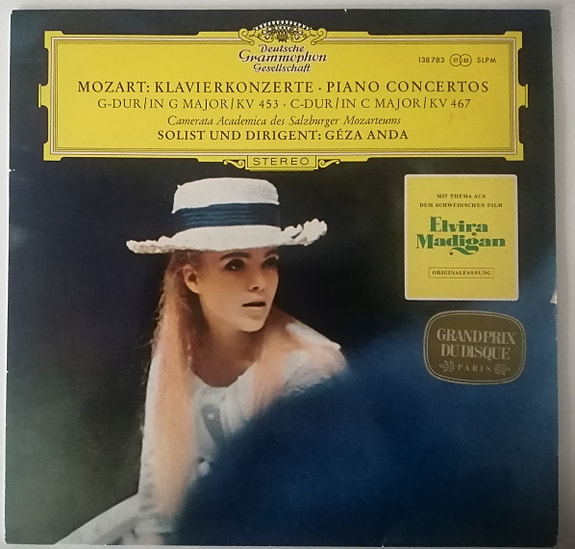 Deutsche
Grammophon
Gesellschaft
138783 SLPM
MOZART: KLAVIERKONZERTE · PIANO CONCERTOS
G-DUR/IN G MAJOR/KV 453 · C-DUR/IN C MAJOR/KV 467
Camerata Academica des Salzburger Mozarteums
SOLIST UND DIRIGENT: GÉZA ANDA
STEREO
MIT THEMA AUS
DEM SCHWEDISCHEN FILM
Elvira
Madigan
ORIGINALFASSUNG
GRAND PRIX
DU DISQUE
PARIS